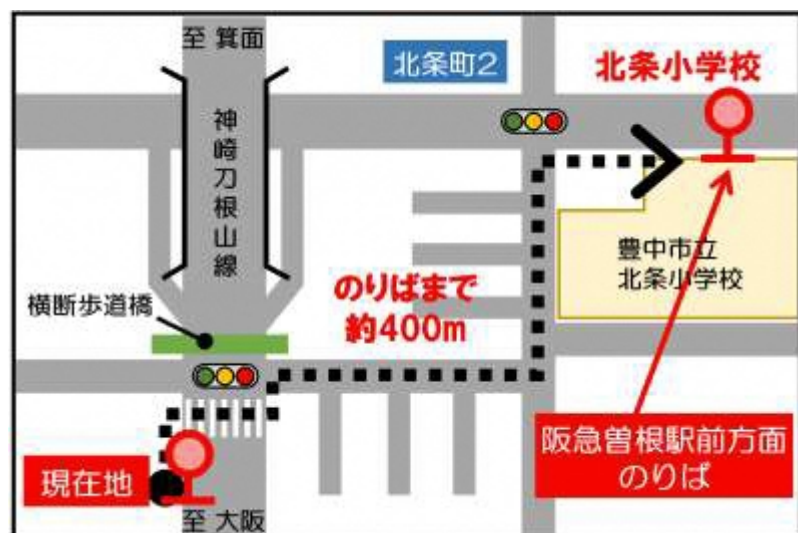 至 箕面
北条町2
北条小学校
神崎刀根山線
豊中市立
北条小学校
のりばまで
約400m
横断歩道橋
阪急曽根駅前方面
のりば
現在地
至 大阪